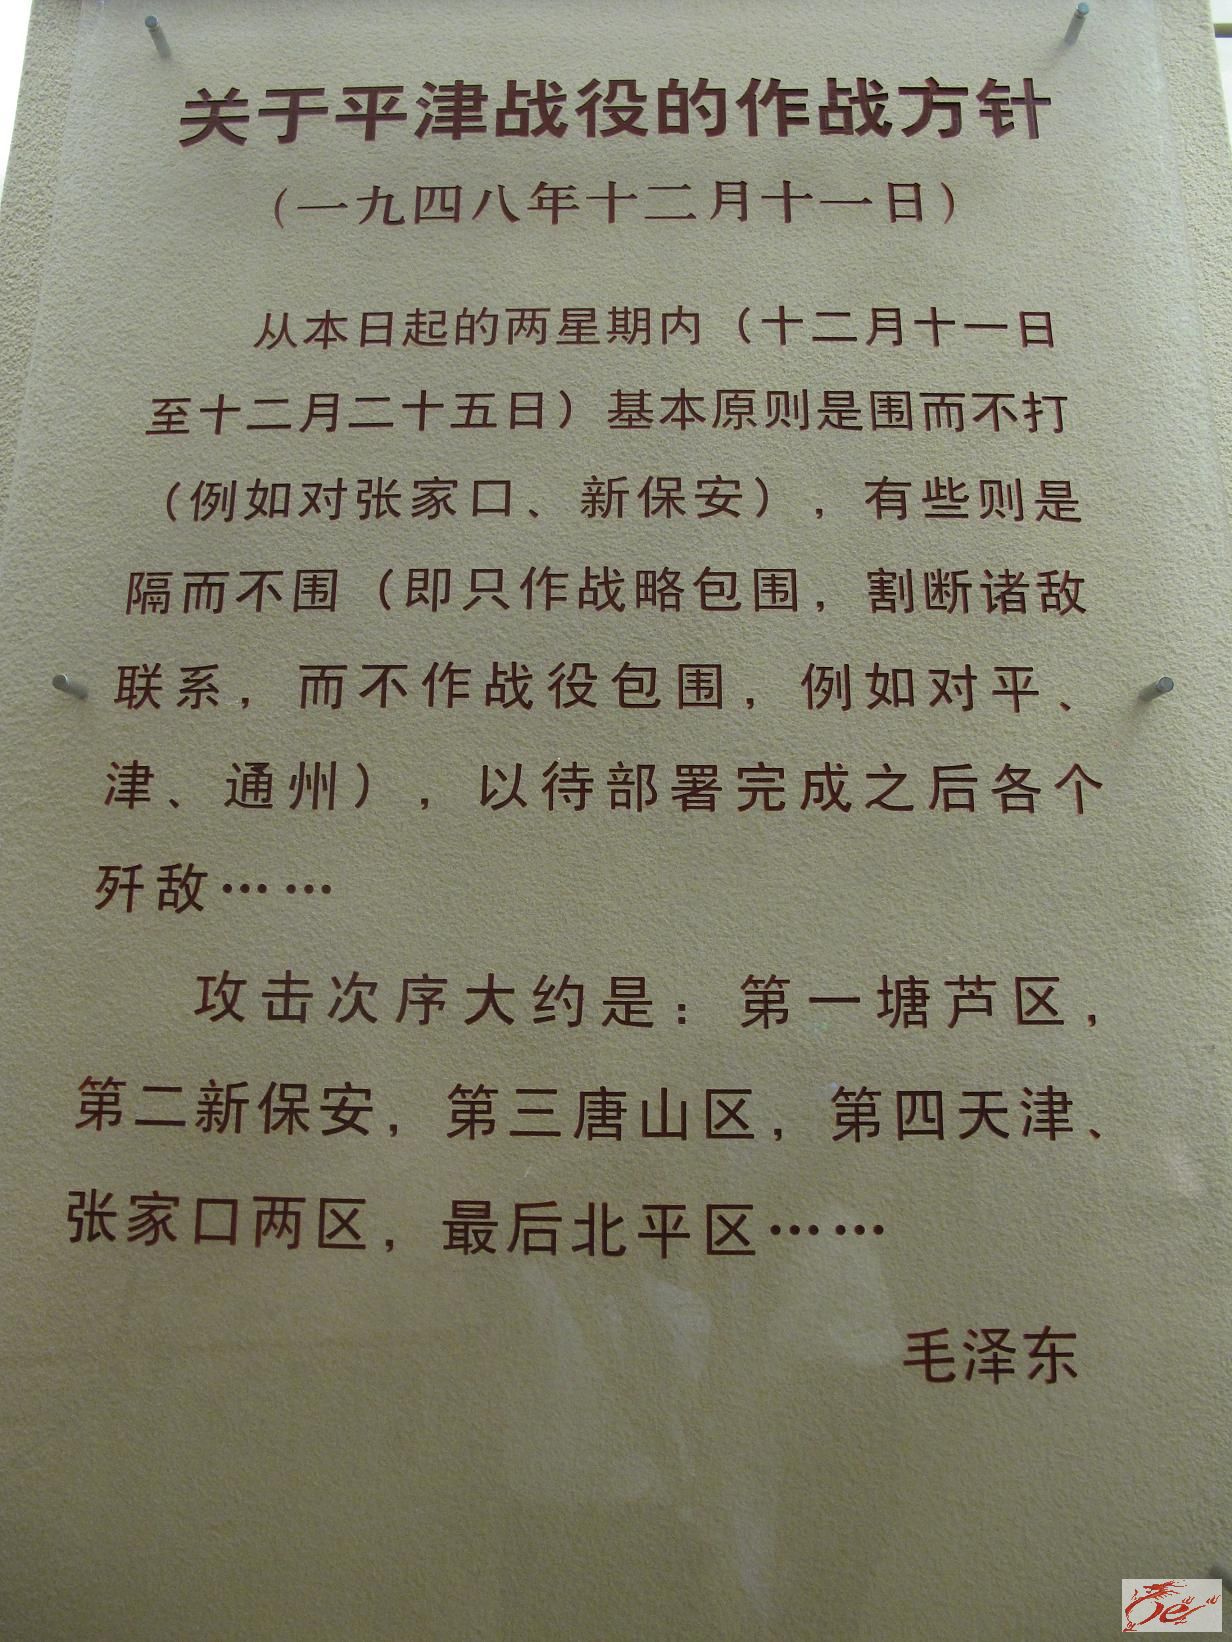 关于平津战役的作战方针
（一九四八年十二月十一日）
从本日起的两星期内（十二月十一日
至十二月二十五日）基本原则是围而不打
（例如对张家口、新保安），有些则是
隔而不围（即只作战略包围，割断诸敌
联系，而不作战役包围，例如对平、
津、通州），以待部署完成之后各个
歼敌……
攻击次序大约是：第一塘芦区，
第二新保安，第三唐山区，第四天津、
张家口两区，最后北平区……
毛泽东